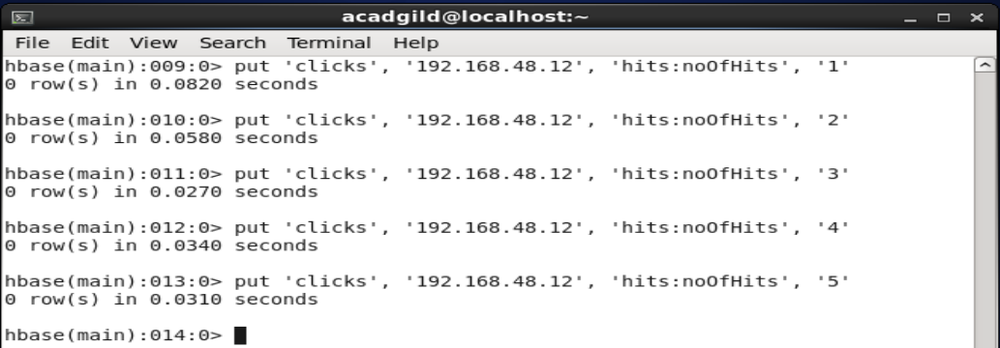 acadgild@localhost:~
File Edit View Search Terminal Help
hbase(main):009:0> put 'clicks', '192.168.48.12', 'hits:noOfHits', '1'
0 row(s) in 0.0820 seconds
hbase(main):010:0> put 'clicks', '192.168.48.12', 'hits:noOfHits', '2'
0 row(s) in 0.0580 seconds
hbase(main):011:0> put 'clicks', '192.168.48.12', 'hits:noOfHits', '3'
0 row(s) in 0.0270 seconds
hbase(main):012:0> put 'clicks', '192.168.48.12', 'hits:noOfHits', '4'
0 row(s) in 0.0340 seconds
hbase(main):013:0> put 'clicks', '192.168.48.12', 'hits:noOfHits', '5'
0 row(s) in 0.0310 seconds
hbase(main):014:0>